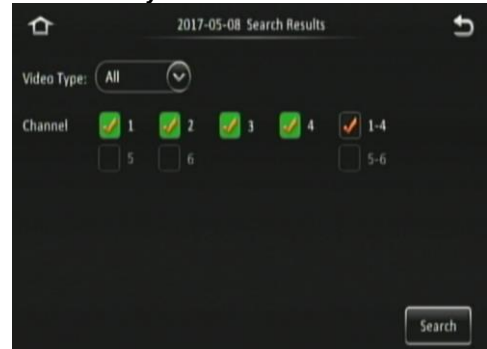 2017-05-08 Search Results
Video Type: All
Channel 1 2 3 4 1-4
5 6 5-6
Search